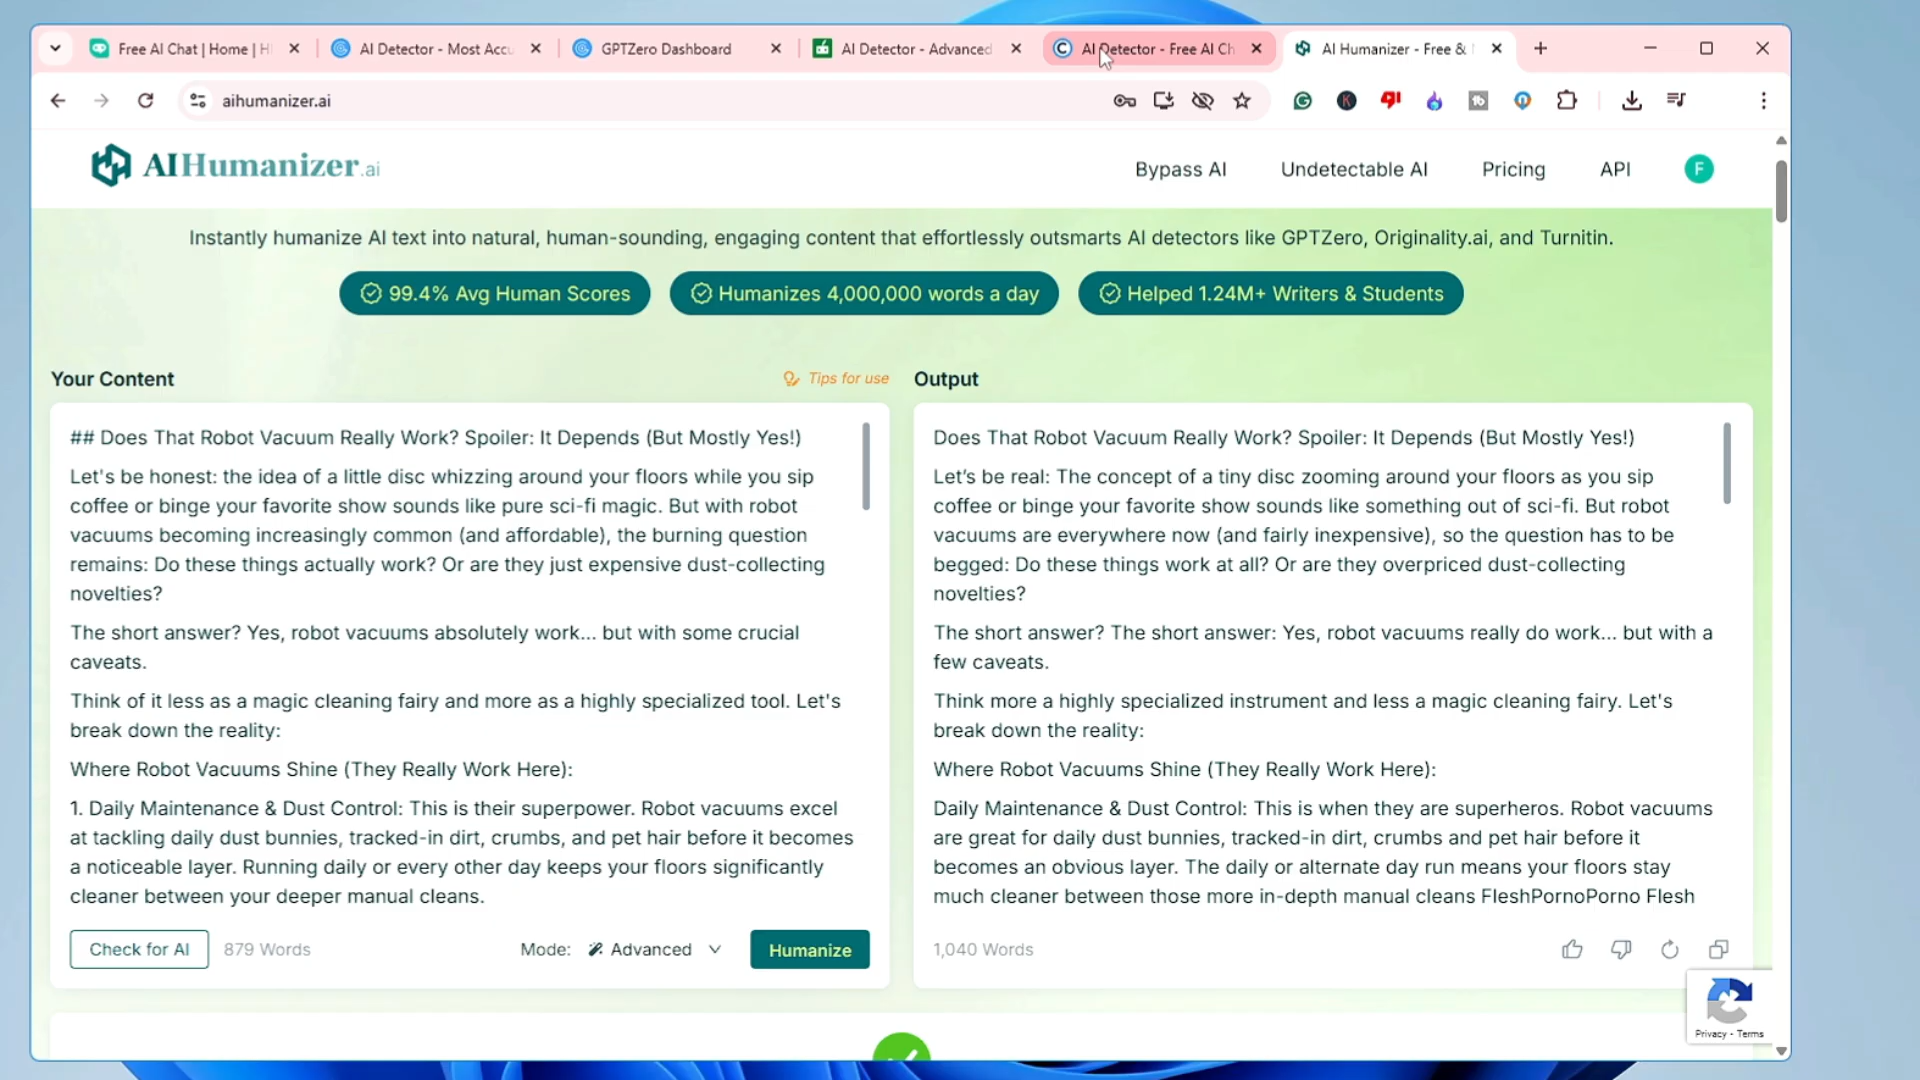 Free AI Chat | Home | H
AI Detector - Most Accu
GPTZero Dashboard
AI Detector - Advanced
AI Detector - Free AI Ch
AI Humanizer - Free &
aihumanizer.ai
AIHumanizer.ai
Bypass AI
Undetectable AI
Pricing
API
F
Instantly humanize AI text into natural, human-sounding, engaging content that effortlessly outsmarts AI detectors like GPTZero, Originality.ai, and Turnitin.
99.4% Avg Human Scores
Humanizes 4,000,000 words a day
Helped 1.24M+ Writers & Students
Your Content
Tips for use
## Does That Robot Vacuum Really Work? Spoiler: It Depends (But Mostly Yes!)
Let's be honest: the idea of a little disc whizzing around your floors while you sip
coffee or binge your favorite show sounds like pure sci-fi magic. But with robot
vacuums becoming increasingly common (and affordable), the burning question
remains: Do these things actually work? Or are they just expensive dust-collecting
novelties?
The short answer? Yes, robot vacuums absolutely work... but with some crucial
caveats.
Think of it less as a magic cleaning fairy and more as a highly specialized tool. Let's
break down the reality:
Where Robot Vacuums Shine (They Really Work Here):
1. Daily Maintenance & Dust Control: This is their superpower. Robot vacuums excel
at tackling daily dust bunnies, tracked-in dirt, crumbs, and pet hair before it becomes
a noticeable layer. Running daily or every other day keeps your floors significantly
cleaner between your deeper manual cleans.
Check for AI
879 Words
Mode:
Advanced
Humanize
Output
Does That Robot Vacuum Really Work? Spoiler: It Depends (But Mostly Yes!)
Let's be real: The concept of a tiny disc zooming around your floors as you sip
coffee or binge your favorite show sounds like something out of sci-fi. But robot
vacuums are everywhere now (and fairly inexpensive), so the question has to be
begged: Do these things work at all? Or are they overpriced dust-collecting
novelties?
The short answer? The short answer: Yes, robot vacuums really do work... but with a
few caveats.
Think more a highly specialized instrument and less a magic cleaning fairy. Let's
break down the reality:
Where Robot Vacuums Shine (They Really Work Here):
Daily Maintenance & Dust Control: This is when they are superheros. Robot vacuums
are great for daily dust bunnies, tracked-in dirt, crumbs and pet hair before it
becomes an obvious layer. The daily or alternate day run means your floors stay
much cleaner between those more in-depth manual cleans FleshPornoPorno Flesh
1,040 Words
Privacy - Terms